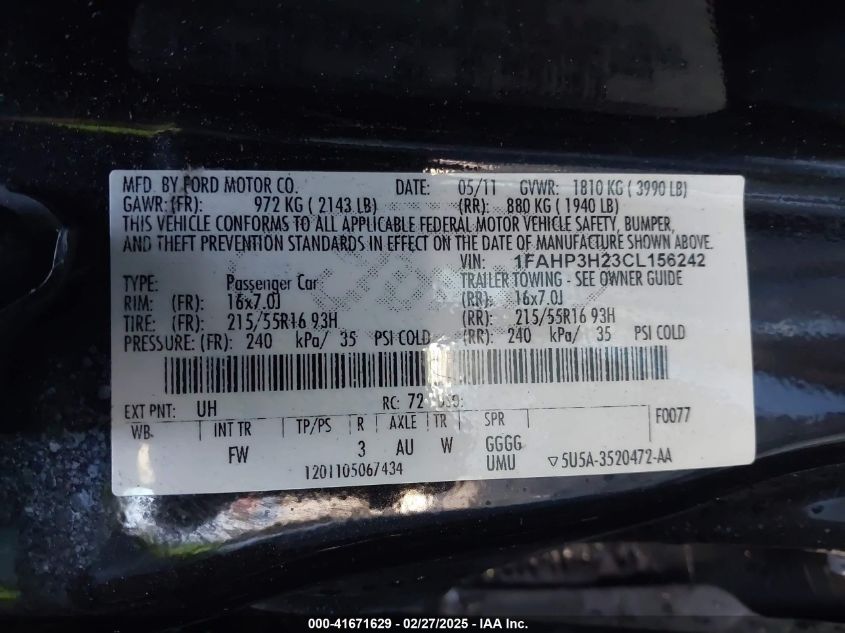 MFD. BY FORD MOTOR CO. DATE: 05/11 GVWR: 1810 KG ( 3990 LB)
GAWR:(FR): 972 KG ( 2143 LB) (RR): 880 KG ( 1940 LB)
THIS VEHICLE CONFORMS TO ALL APPLICABLE FEDERAL MOTOR VEHICLE SAFETY, BUMPER,
AND THEFT PREVENTION STANDARDS IN EFFECT ON THE DATE OF MANUFACTURE SHOWN ABOVE.
VIN: 1FAHP3H23CL156242
TYPE: Passenger Car TRAILER TOWING - SEE OWNER GUIDE
RIM: (FR): 16x7.0J (RR): 16x7.0J
TIRE: (FR): 215/55R16 93H (RR): 215/55R16 93H
PRESSURE: (FR): 240 kPa/ 35 PSI COLD (RR): 240 kPa/ 35 PSI COLD
EXT PNT: UH RC: 72
WB INT TR TP/PS R AXLE TR SPR F0077
FW 3 AU W GGGG
1201105067434 UMU ▽5U5A-3520472-AA
000-41671629 - 02/27/2025 - IAA Inc.